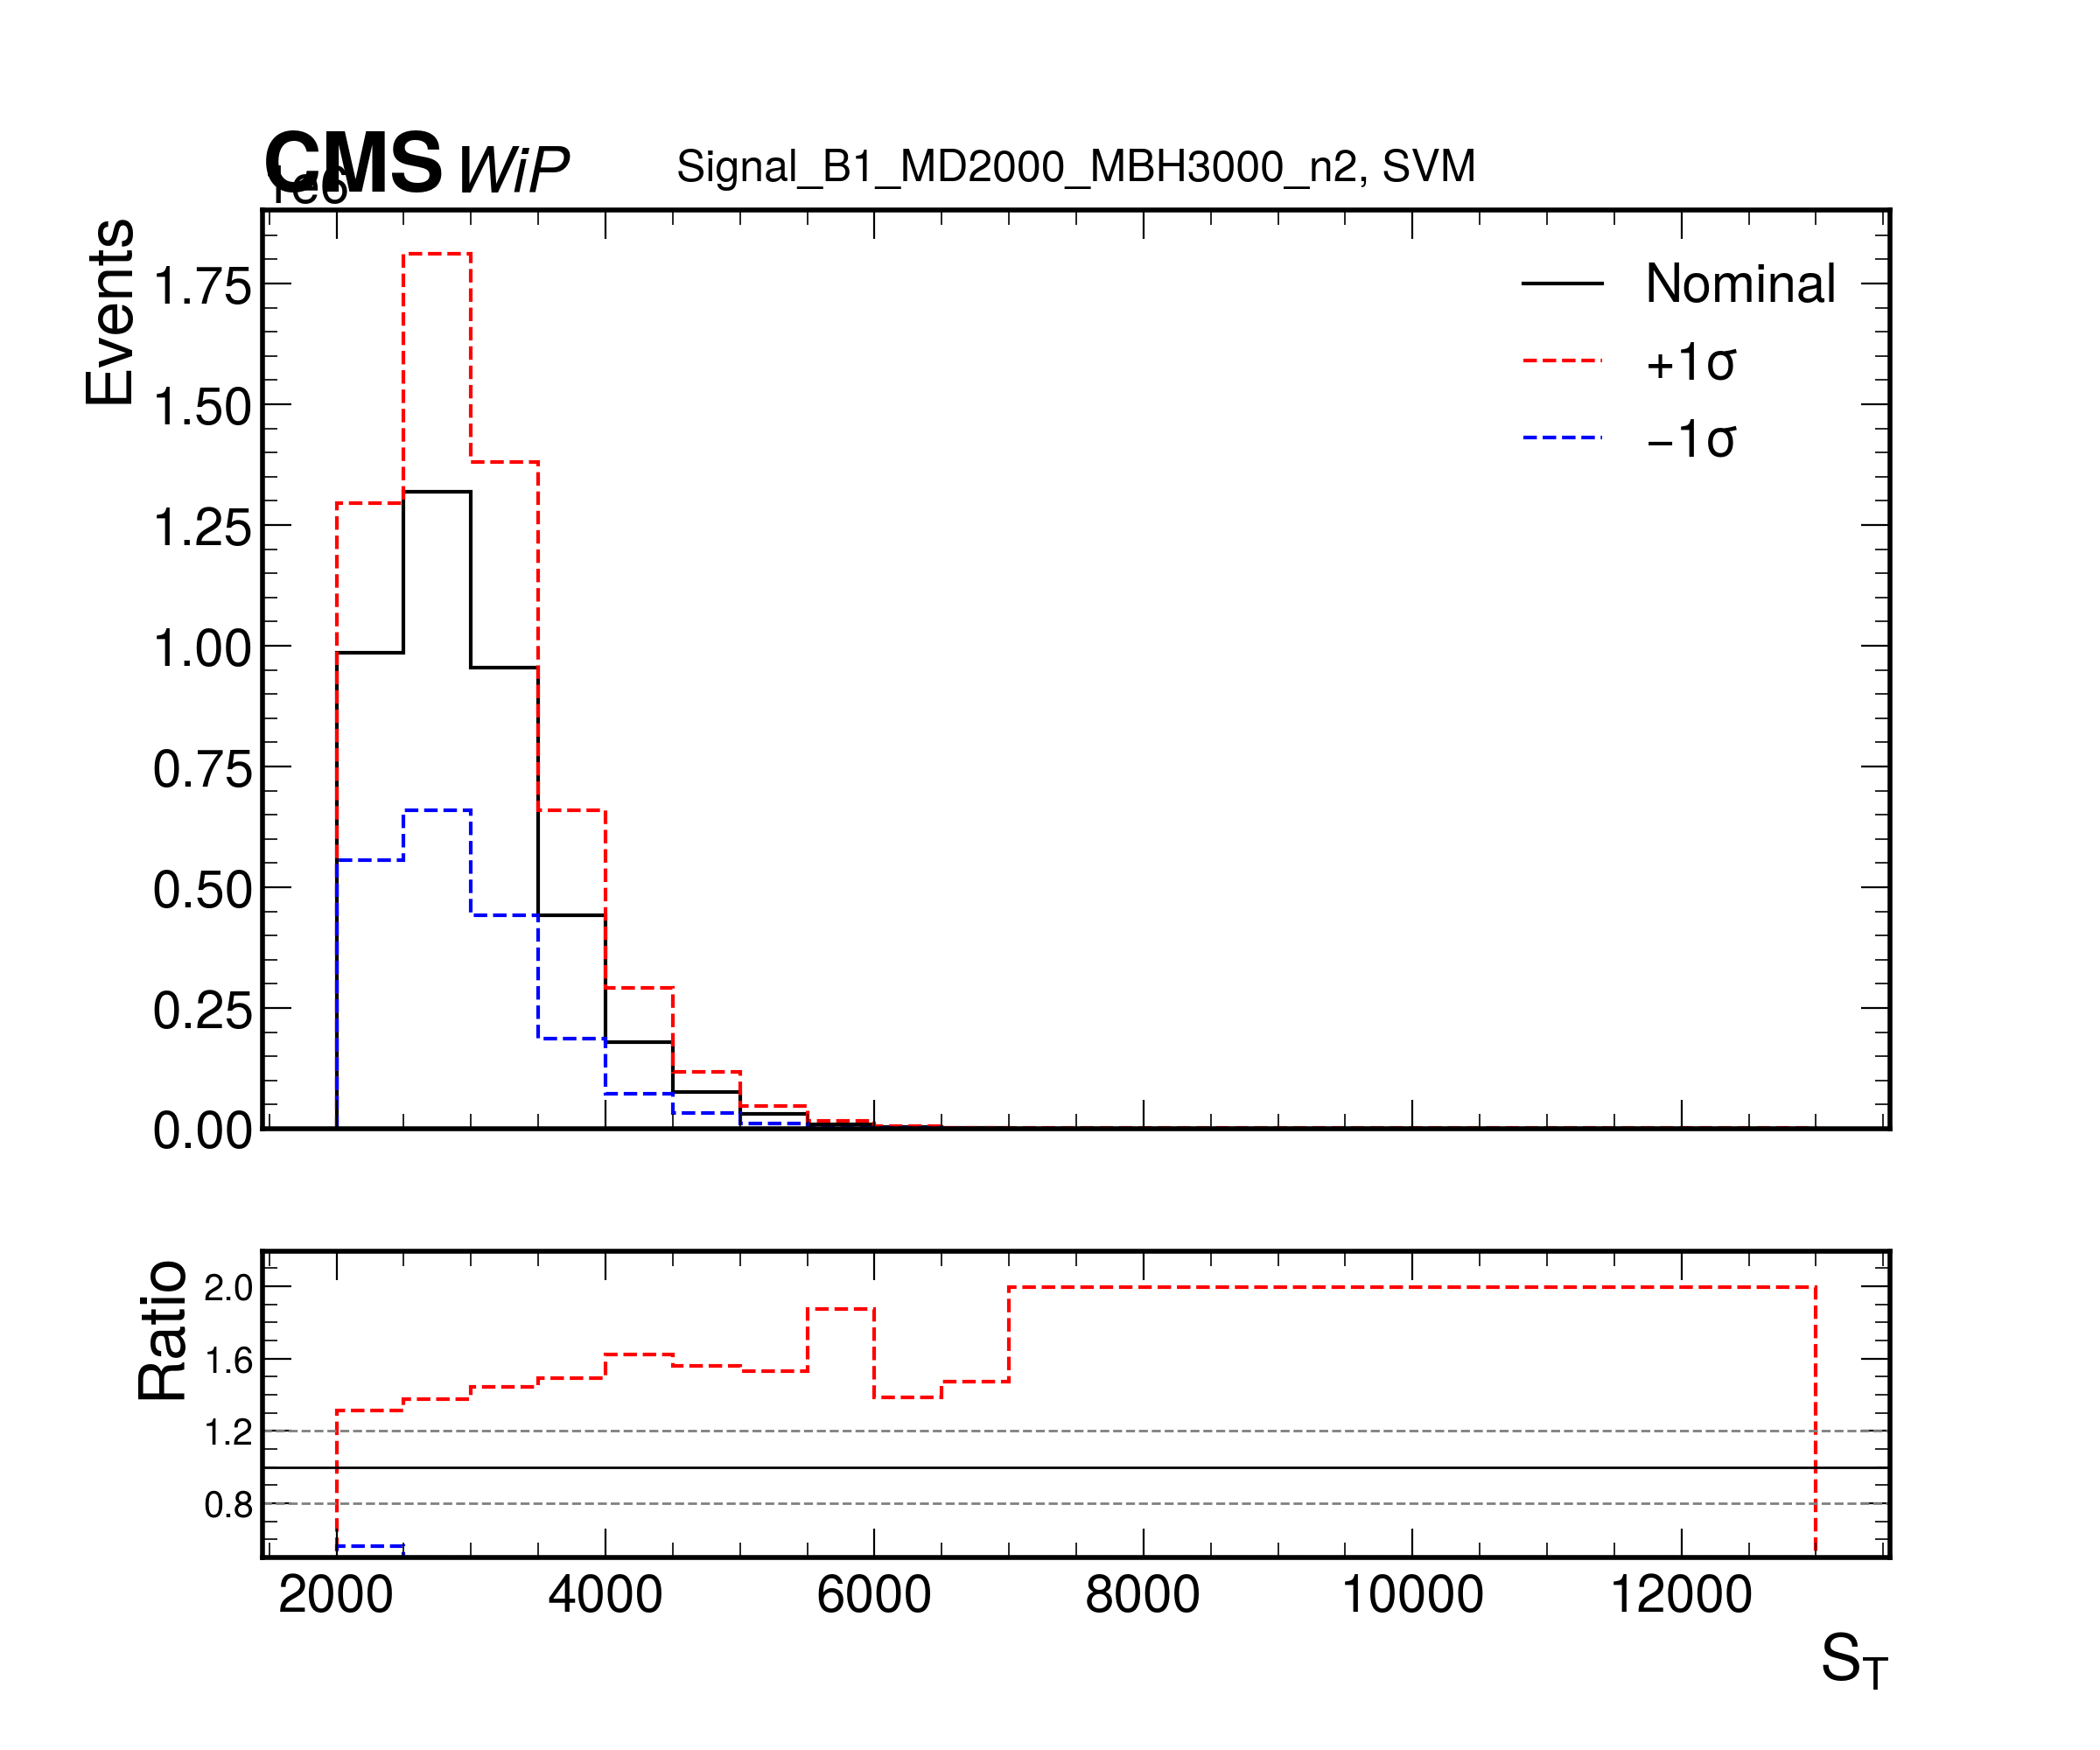 CMS WiP
Signal_B1_MD2000_MBH3000_n2, SVM
1e6
Events
1.75
1.50
1.25
1.00
0.75
0.50
0.25
0.00
Nominal
+1σ
−1σ
Ratio
2.0
1.6
1.2
0.8
2000 4000 6000 8000 10000 12000
S_T